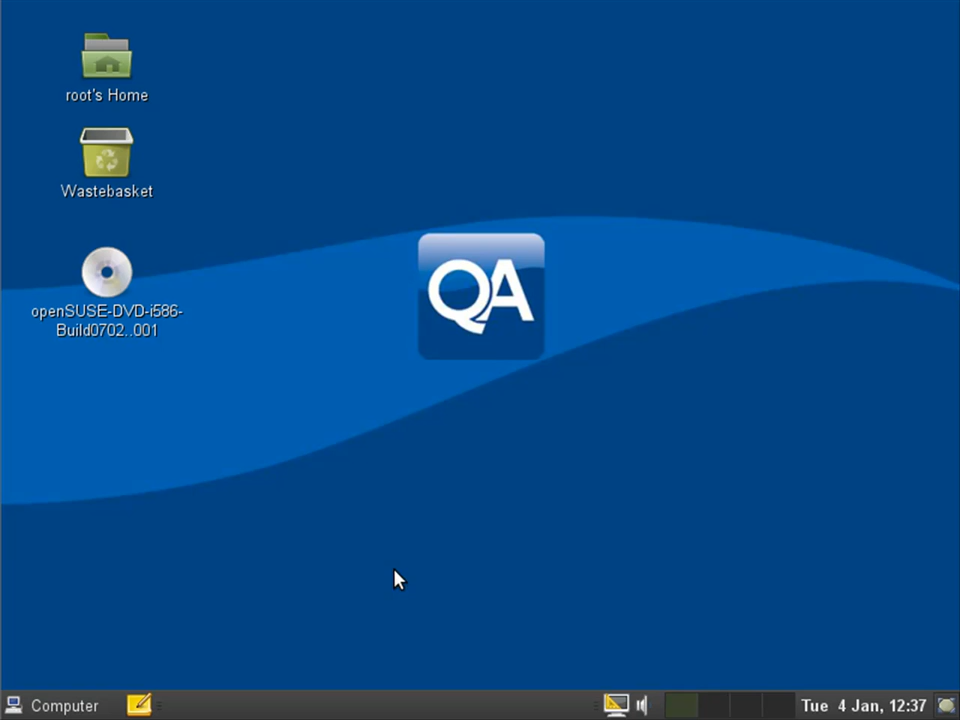 root's Home
Wastebasket
openSUSE-DVD-i586-
Build0702..001
QA
Computer
Tue 4 Jan, 12:37